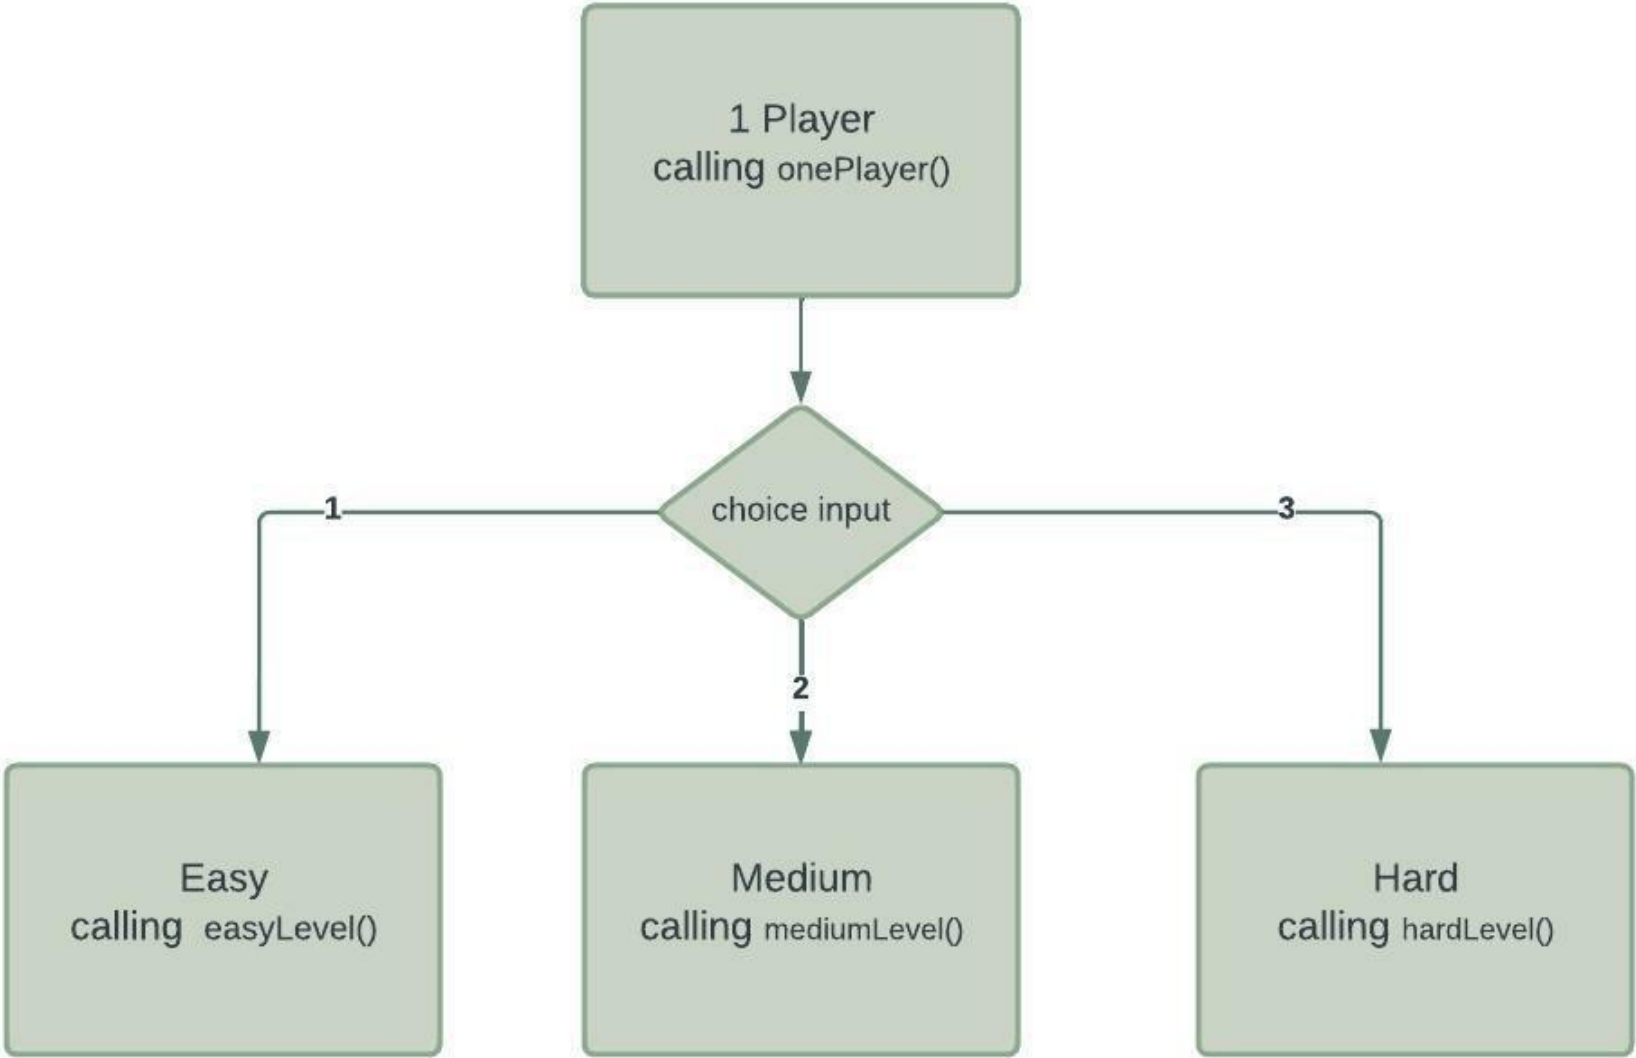 1 Player
calling onePlayer()
choice input
1
3
2
Easy
calling easyLevel()
Medium
calling mediumLevel()
Hard
calling hardLevel()